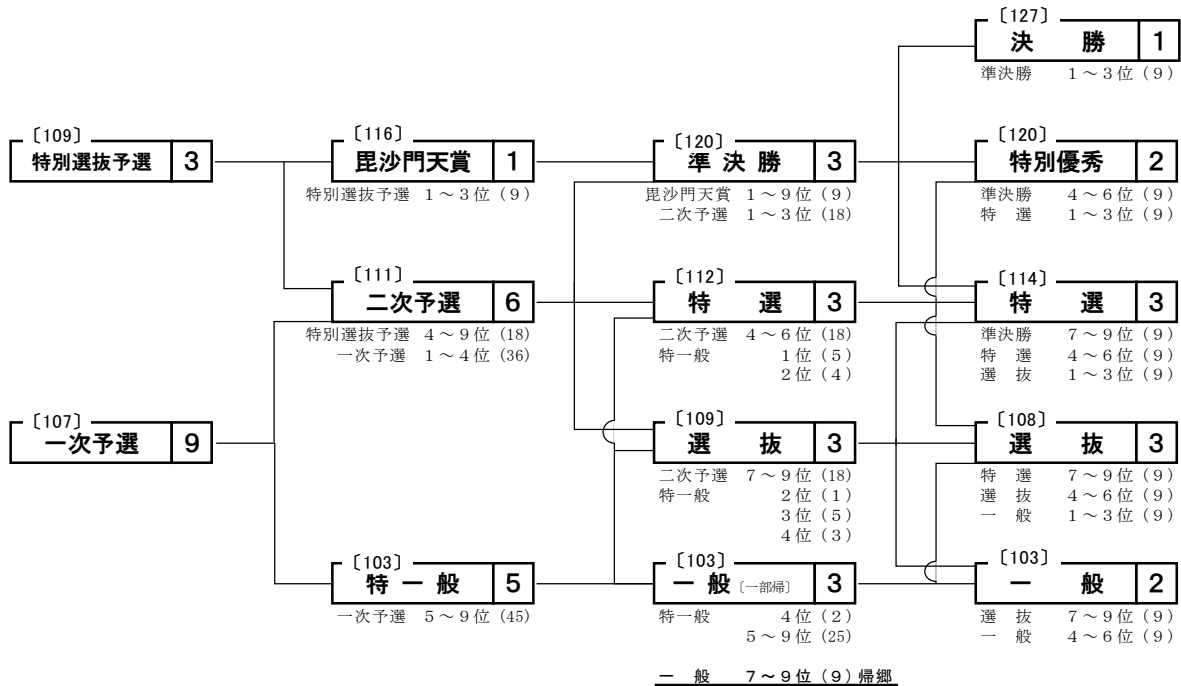 〔109〕
特別選抜予選 3
〔107〕
一次予選 9
〔116〕
毘沙門天賞 1
特別選抜予選 1～3位 (9)
〔111〕
二次予選 6
特別選抜予選 4～9位 (18)
一次予選 1～4位 (36)
〔103〕
特一般 5
一次予選 5～9位 (45)
〔120〕
準決勝 3
毘沙門天賞 1～9位 (9)
二次予選 1～3位 (18)
〔112〕
特選 3
二次予選 4～6位 (18)
特一般 1位 (5)
2位 (4)
〔109〕
選抜 3
二次予選 7～9位 (18)
特一般 2位 (1)
3位 (5)
4位 (3)
〔103〕
一般 〔一部帰〕 3
特一般 4位 (2)
5～9位 (25)
一般 7～9位 (9) 帰郷
〔127〕
決勝 1
準決勝 1～3位 (9)
〔120〕
特別優秀 2
準決勝 4～6位 (9)
特選 1～3位 (9)
〔114〕
特選 3
準決勝 7～9位 (9)
特選 4～6位 (9)
選抜 1～3位 (9)
〔108〕
選抜 3
特選 7～9位 (9)
選抜 4～6位 (9)
一般 1～3位 (9)
〔103〕
一般 2
選抜 7～9位 (9)
一般 4～6位 (9)